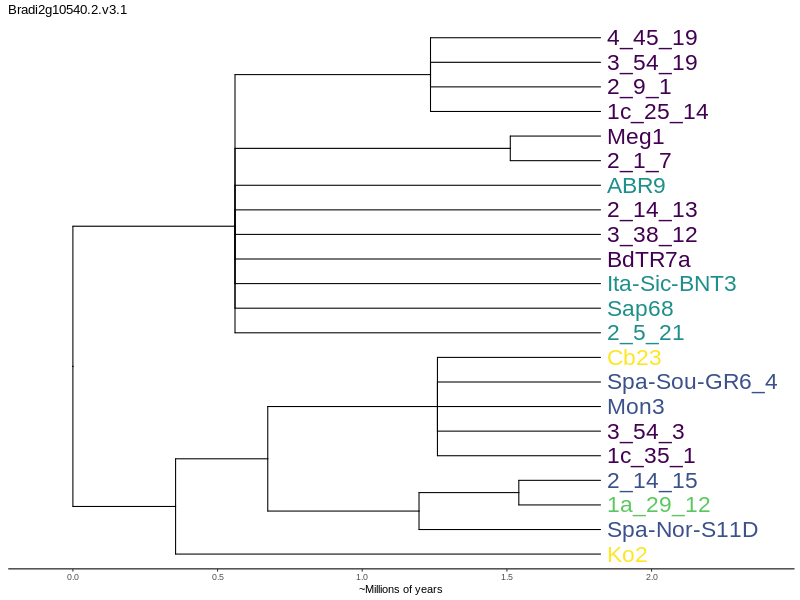 Bradi2g10540.2.v3.1
4_45_19
3_54_19
2_9_1
1c_25_14
Meg1
2_1_7
ABR9
2_14_13
3_38_12
BdTR7a
Ita-Sic-BNT3
Sap68
2_5_21
Cb23
Spa-Sou-GR6_4
Mon3
3_54_3
1c_35_1
2_14_15
1a_29_12
Spa-Nor-S11D
Ko2
0.0 0.5 1.0 1.5 2.0
~Millions of years